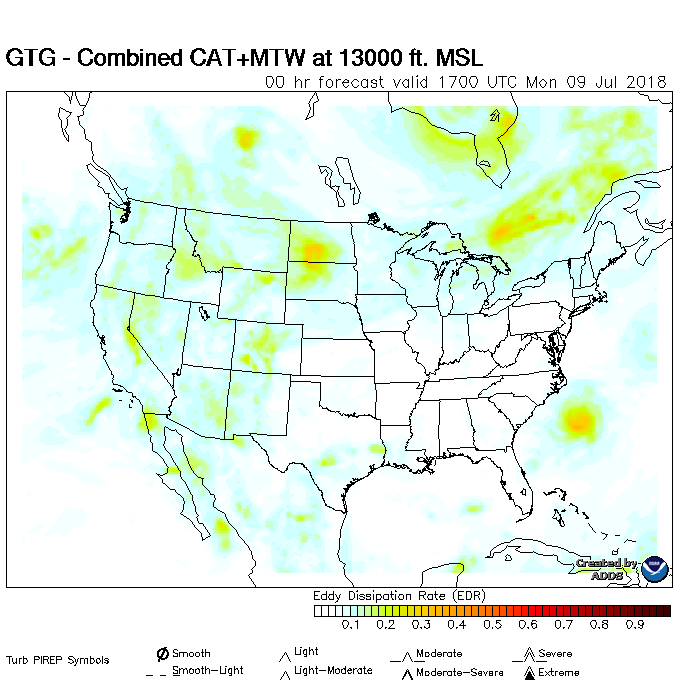 GTG - Combined CAT+MTW at 13000 ft. MSL
00 hr forecast valid 1700 UTC Mon 09 Jul 2018
Created by
ADDS
Eddy Dissipation Rate (EDR)
0.1 0.2 0.3 0.4 0.5 0.6 0.7 0.8 0.9
Turb PIREP Symbols
Smooth Light Moderate Severe
Smooth-Light Light-Moderate Moderate-Severe Extreme